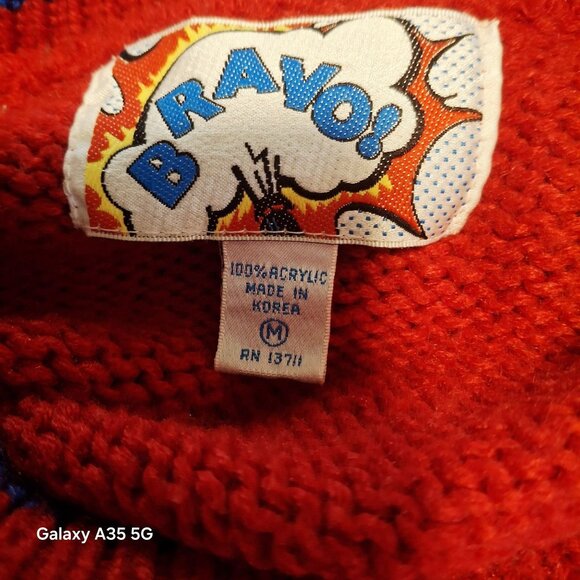 BRAVO!
100% ACRYLIC
MADE IN
KOREA
M
RN 13711
Galaxy A35 5G